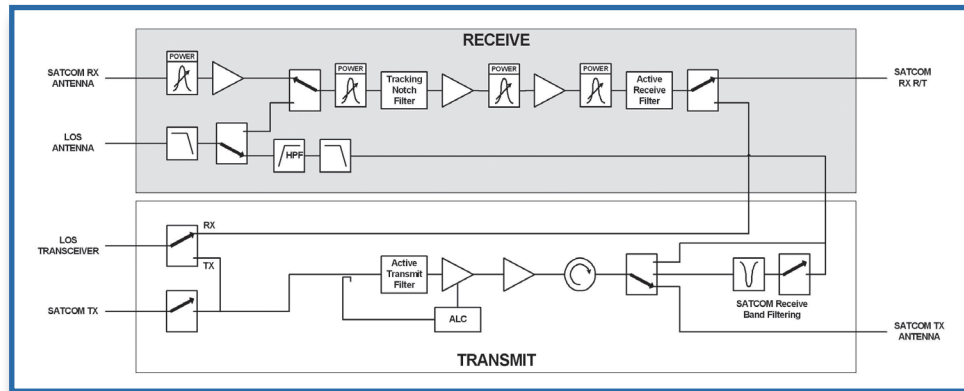 RECEIVE
SATCOM RX
ANTENNA
POWER
POWER
Tracking
Notch
Filter
POWER
POWER
Active
Receive
Filter
SATCOM
RX R/T
LOS
ANTENNA
HPF
LOS
TRANSCEIVER
RX
TX
SATCOM TX
Active
Transmit
Filter
ALC
SATCOM Receive
Band Filtering
SATCOM TX
ANTENNA
TRANSMIT